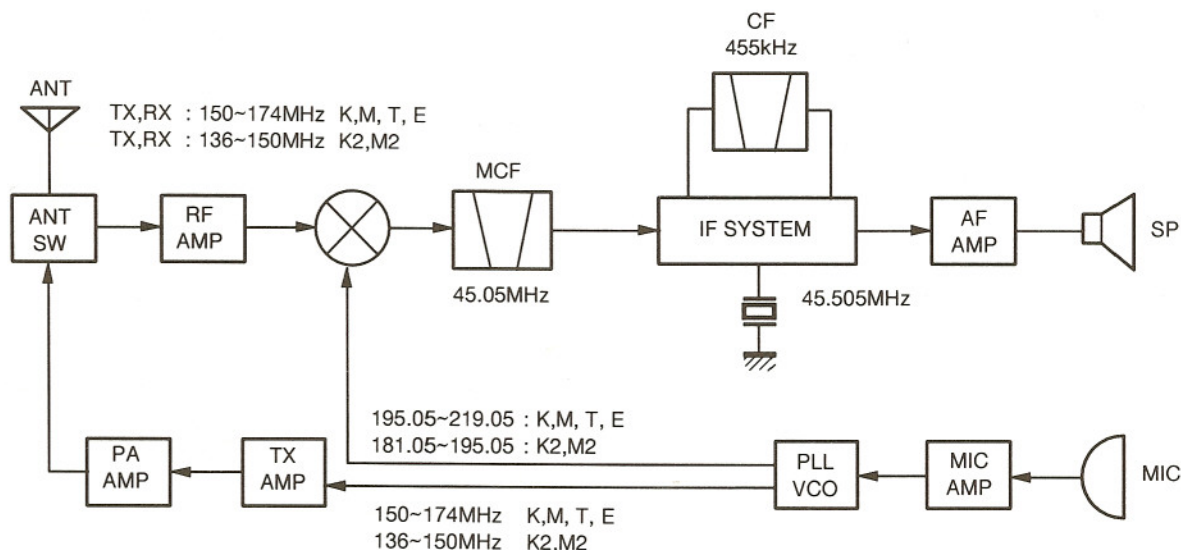 CF
455kHz
ANT
TX,RX : 150~174MHz K,M, T, E
TX,RX : 136~150MHz K2,M2
MCF
ANT
SW
RF
AMP
IF SYSTEM
AF
AMP
SP
45.05MHz
45.505MHz
195.05~219.05 : K,M, T, E
181.05~195.05 : K2,M2
PA
AMP
TX
AMP
PLL
VCO
MIC
AMP
MIC
150~174MHz K,M, T, E
136~150MHz K2,M2